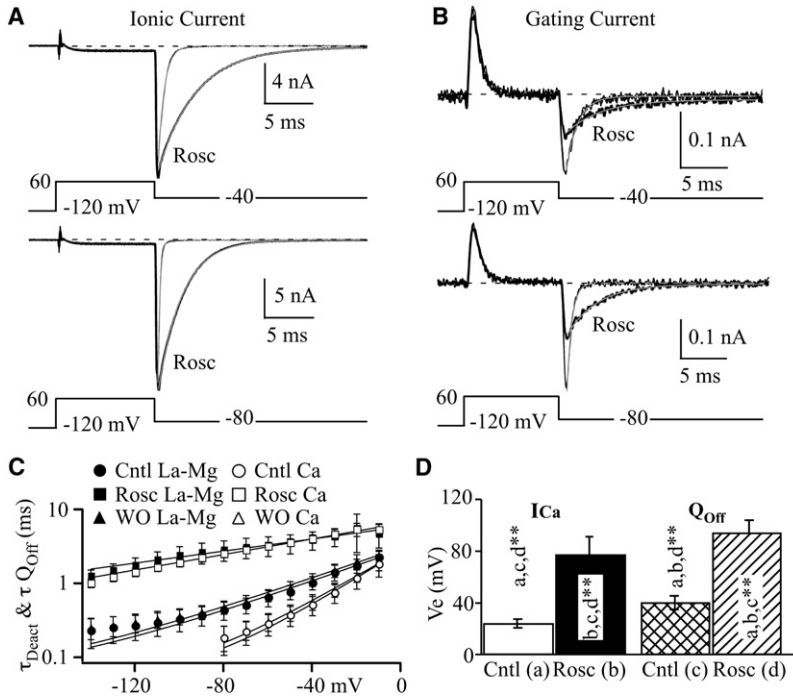 A Ionic Current
4 nA
5 ms
Rosc
60
-120 mV
-40
5 nA
5 ms
Rosc
60
-120 mV
-80
B Gating Current
Rosc
0.1 nA
5 ms
60
-120 mV
-40
Rosc
0.1 nA
5 ms
60
-120 mV
-80
C
Cntl La-Mg
Cntl Ca
Rosc La-Mg
Rosc Ca
WO La-Mg
WO Ca
τDeact & τ QOff (ms)
10
1
0.1
-120 -80 -40 mV 0
D
120
80
40
0
Ve (mV)
ICa
QOff
a,c,d**
b,c,d**
a,b,d**
a,b,c**
Cntl (a) Rosc (b) Cntl (c) Rosc (d)